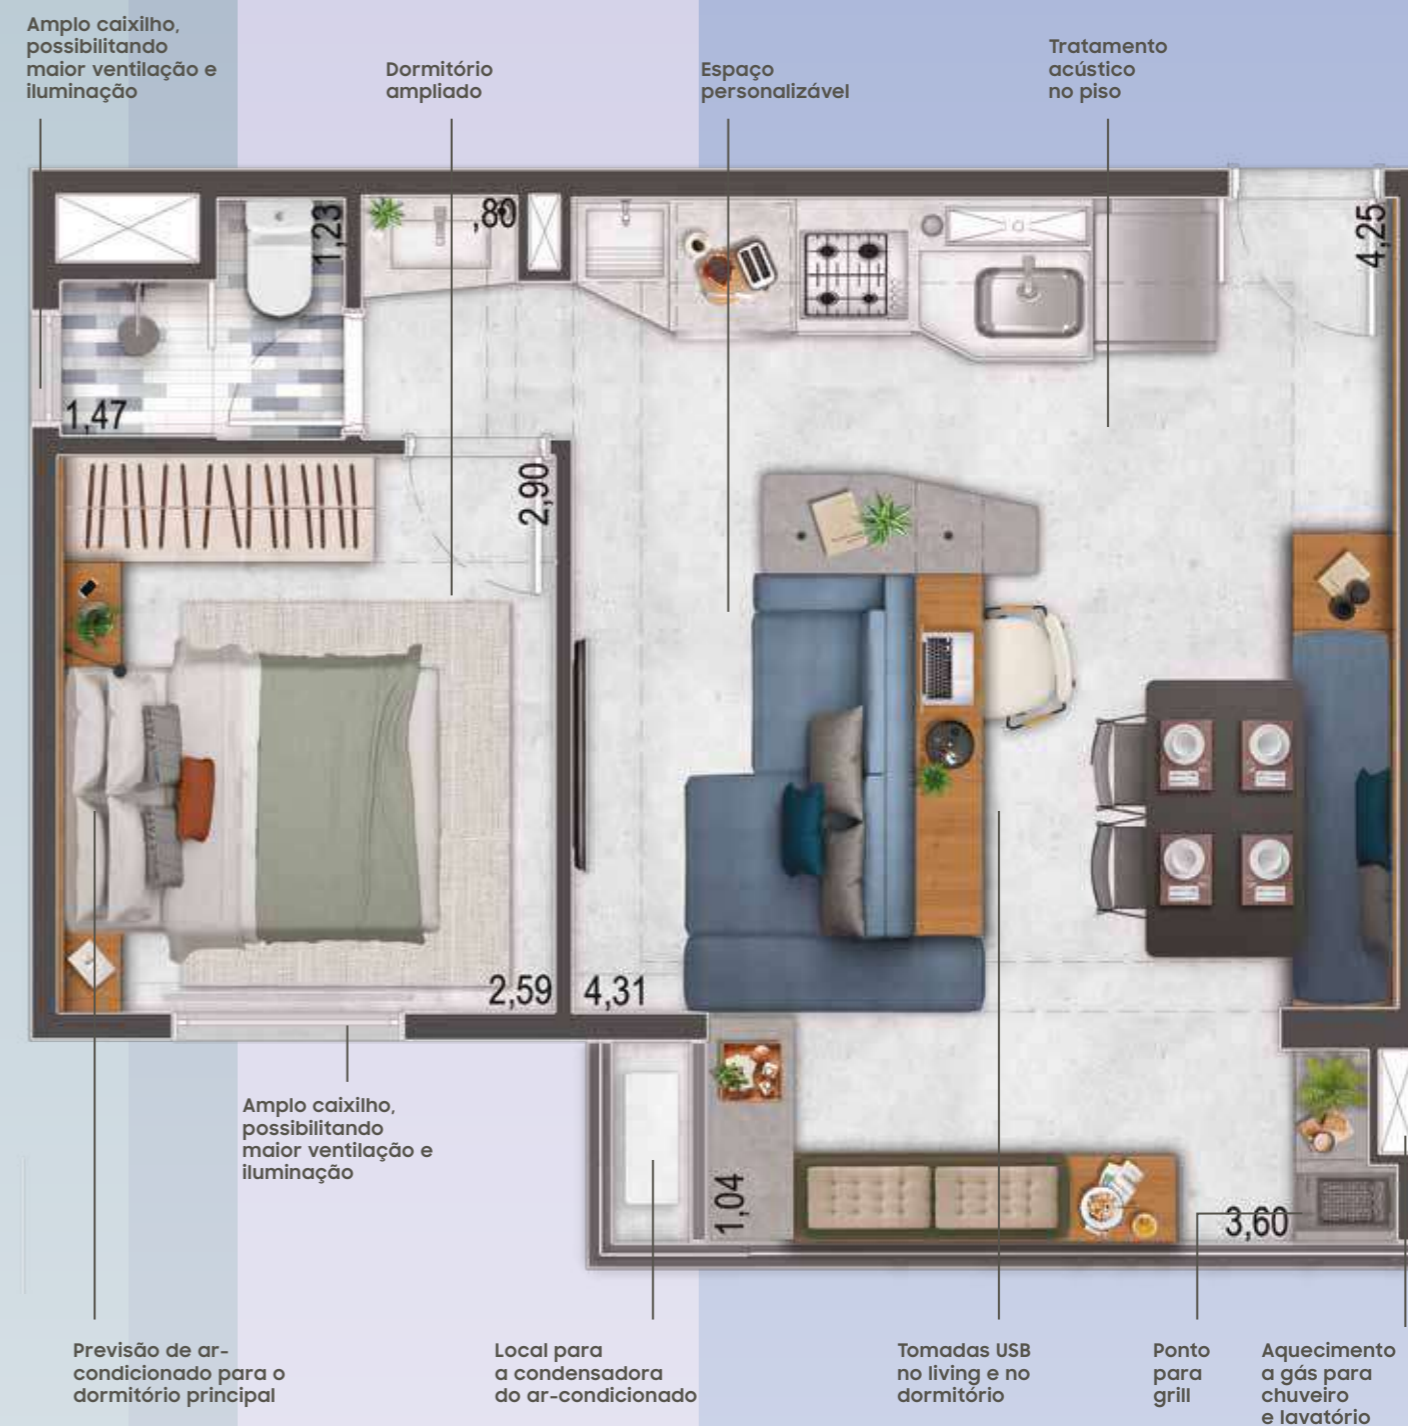 Amplo caixilho,
possibilitando
maior ventilação e
iluminação
Dormitório
ampliado
Espaço
personalizável
Tratamento
acústico
no piso
1,23
,80
4,25
1,47
2,90
2,59
4,31
1,04
3,60
Amplo caixilho,
possibilitando
maior ventilação e
iluminação
Previsão de ar-
condicionado para o
dormitório principal
Local para
a condensadora
do ar-condicionado
Tomadas USB
no living e no
dormitório
Ponto
para
grill
Aquecimento
a gás para
chuveiro
e lavatório